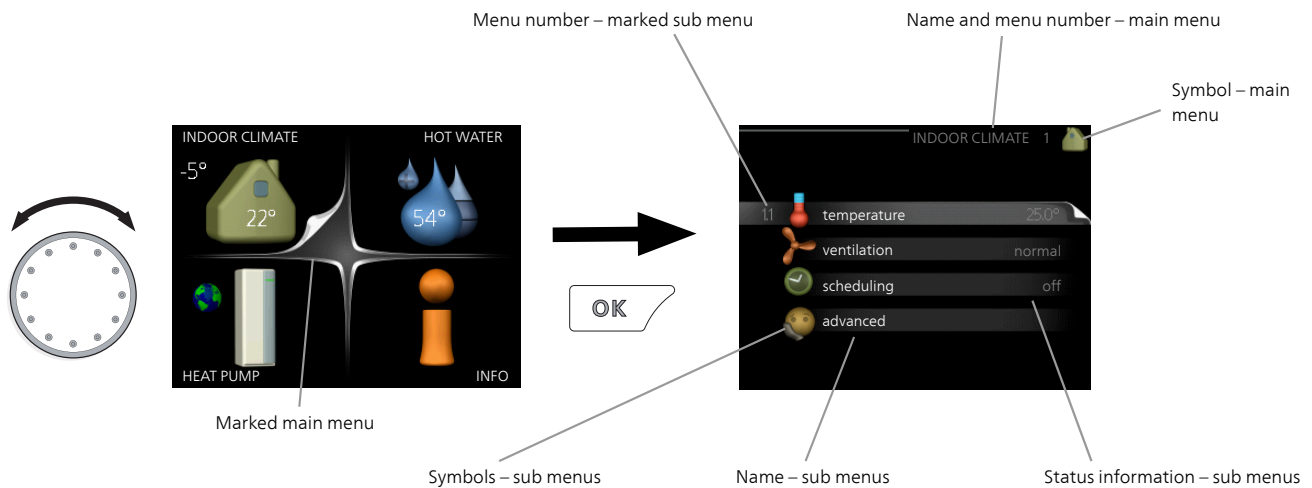 Menu number – marked sub menu
Name and menu number – main menu
Symbol – main
menu
INDOOR CLIMATE
HOT WATER
-5°
22°
54°
HEAT PUMP
INFO
Marked main menu
OK
INDOOR CLIMATE 1
1.1 temperature 25.0°
ventilation normal
scheduling off
advanced
Symbols – sub menus
Name – sub menus
Status information – sub menus